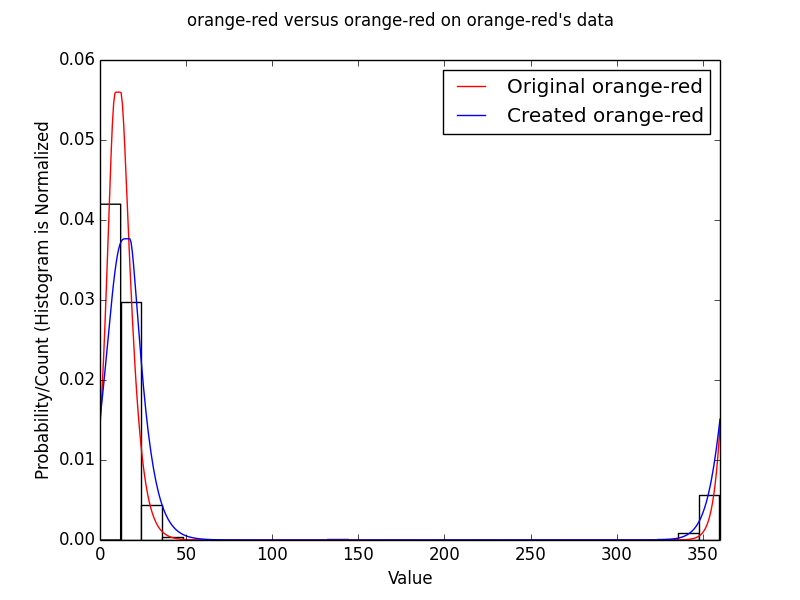 orange-red versus orange-red on orange-red's data
Original orange-red
Created orange-red
Probability/Count (Histogram is Normalized
0.06
0.05
0.04
0.03
0.02
0.01
0.00
0 50 100 150 200 250 300 350
Value